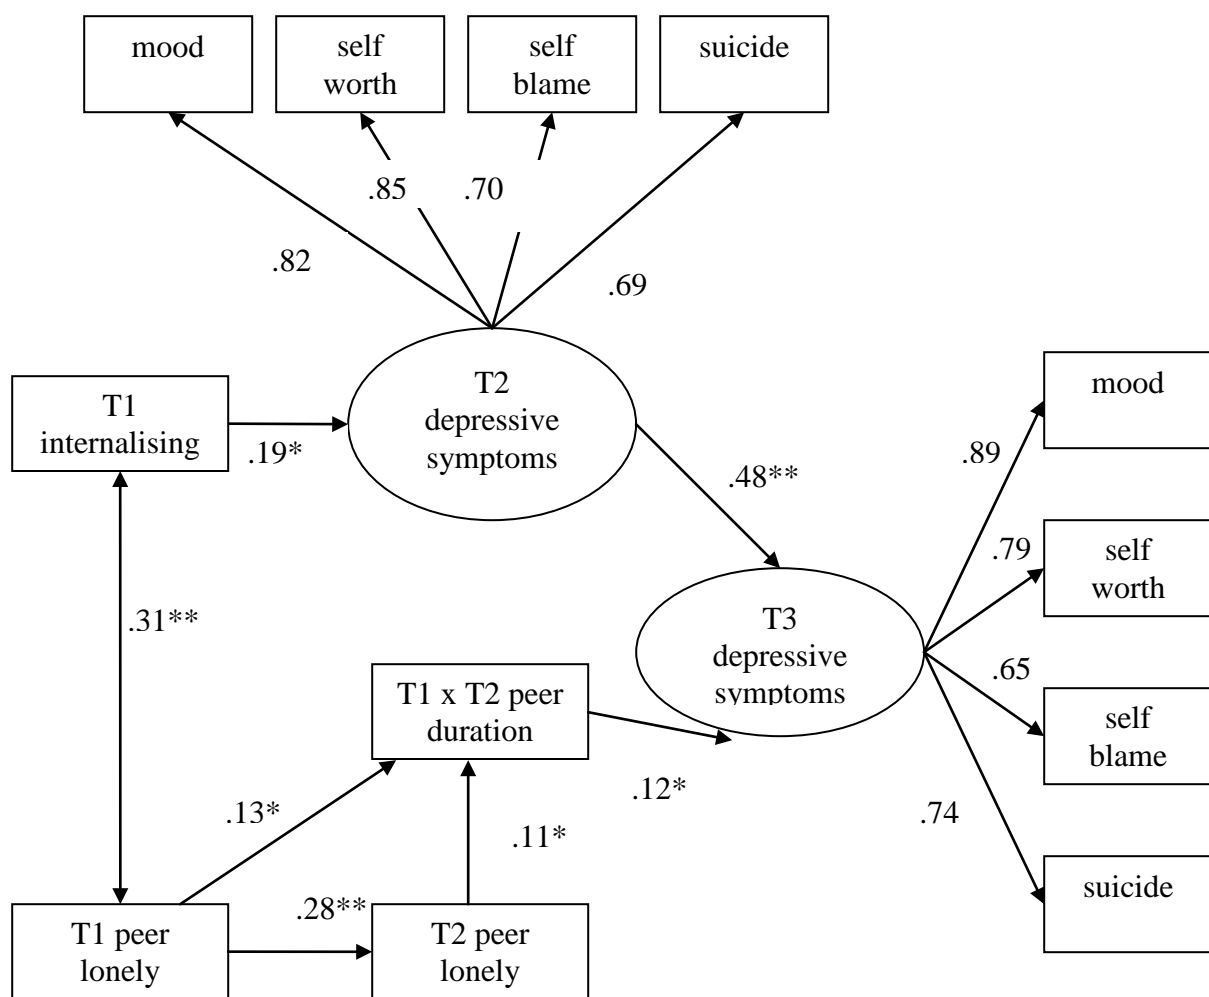 mood
self
worth
self
blame
suicide
.85
.70
.82
.69
T2
depressive
symptoms
T1
internalising
.19*
.48**
mood
.89
.79
self
worth
T3
depressive
symptoms
.31**
.65
T1 x T2 peer
duration
self
blame
.12*
.13*
.11*
.74
suicide
.28**
T1 peer
lonely
T2 peer
lonely